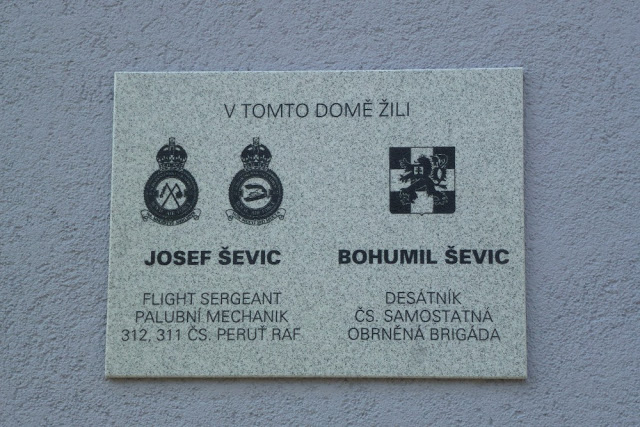 V TOMTO DOMĚ ŽILI
JOSEF ŠEVIC
FLIGHT SERGEANT
PALUBNÍ MECHANIK
312, 311 ČS. PERUŤ RAF
BOHUMIL ŠEVIC
DESÁTNÍK
ČS. SAMOSTATNÁ
OBRNĚNÁ BRIGÁDA